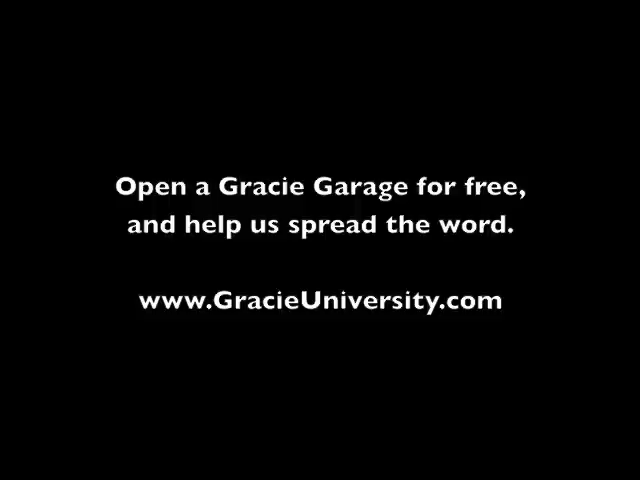 Open a Gracie Garage for free,
and help us spread the word.
www.GracieUniversity.com